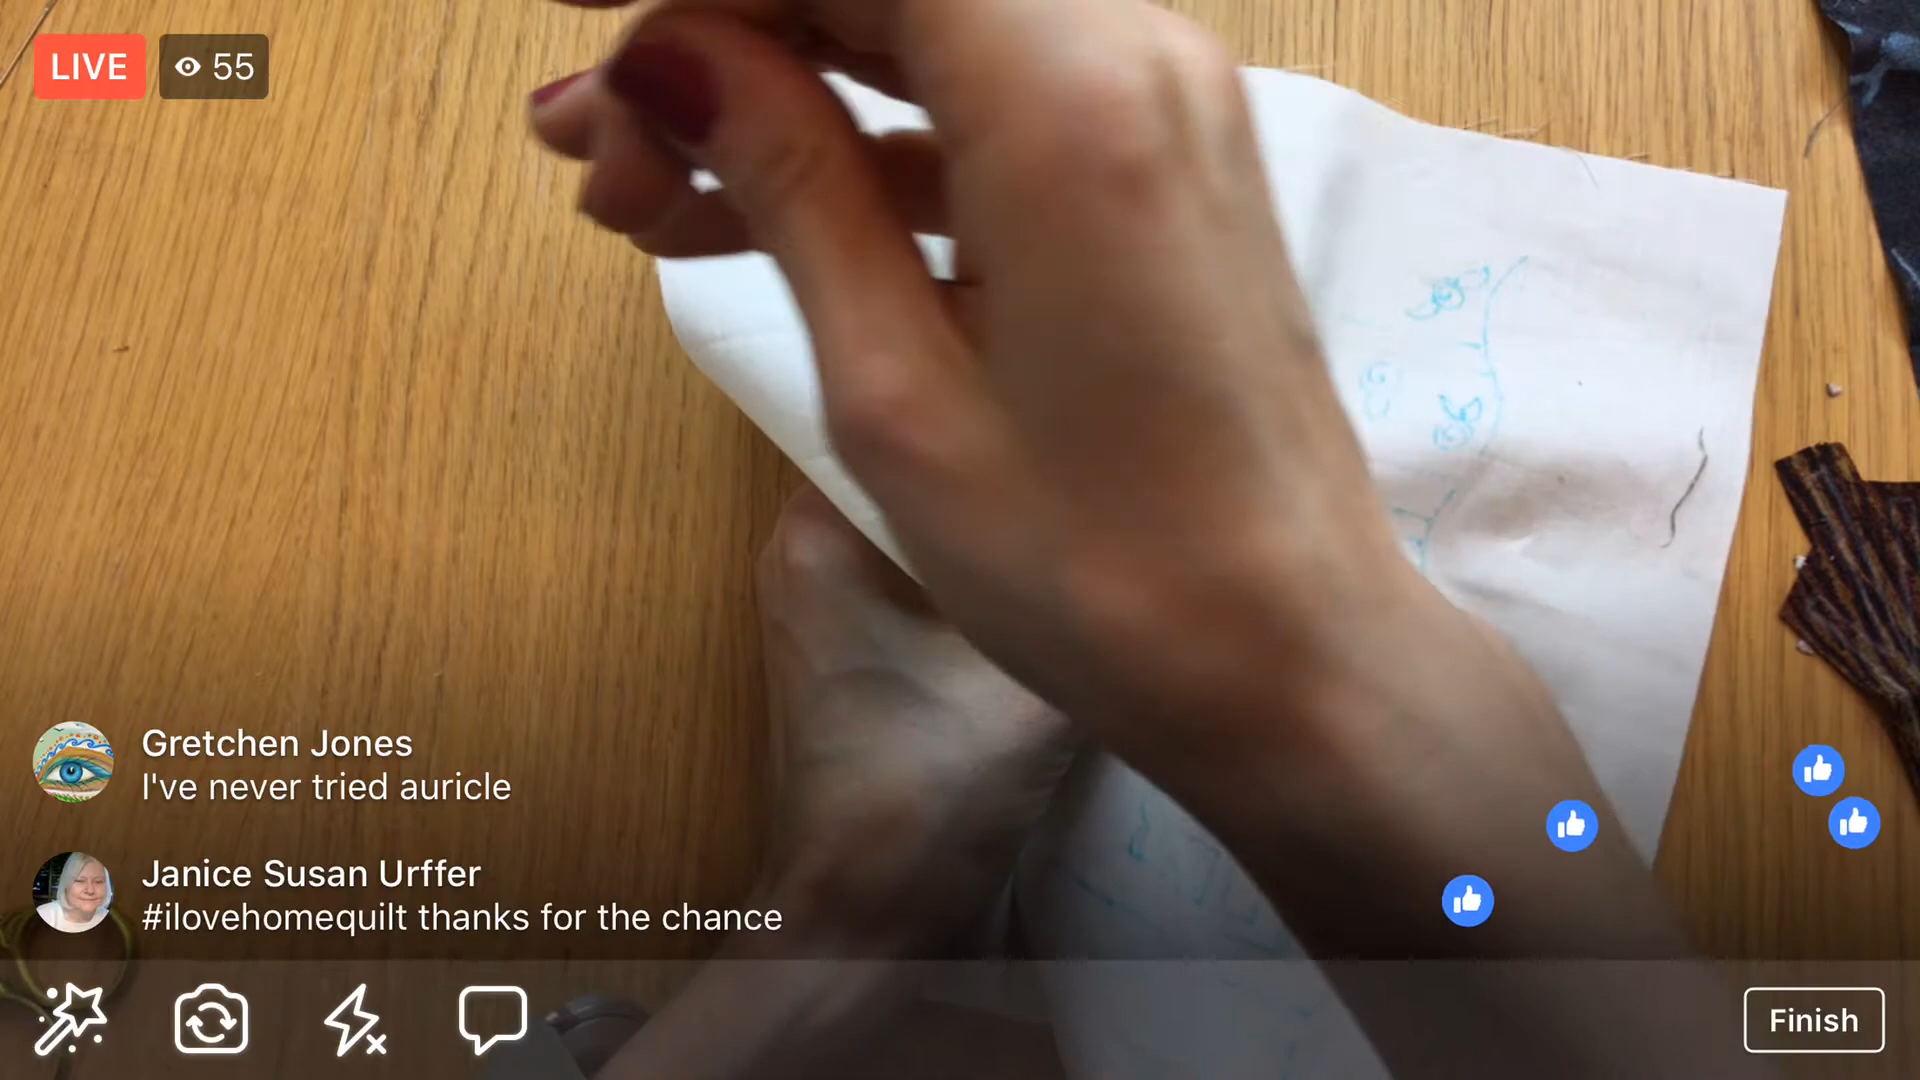 LIVE
55
Gretchen Jones
I've never tried auricle
Janice Susan Urffer
#ilovehomequilt thanks for the chance
Finish